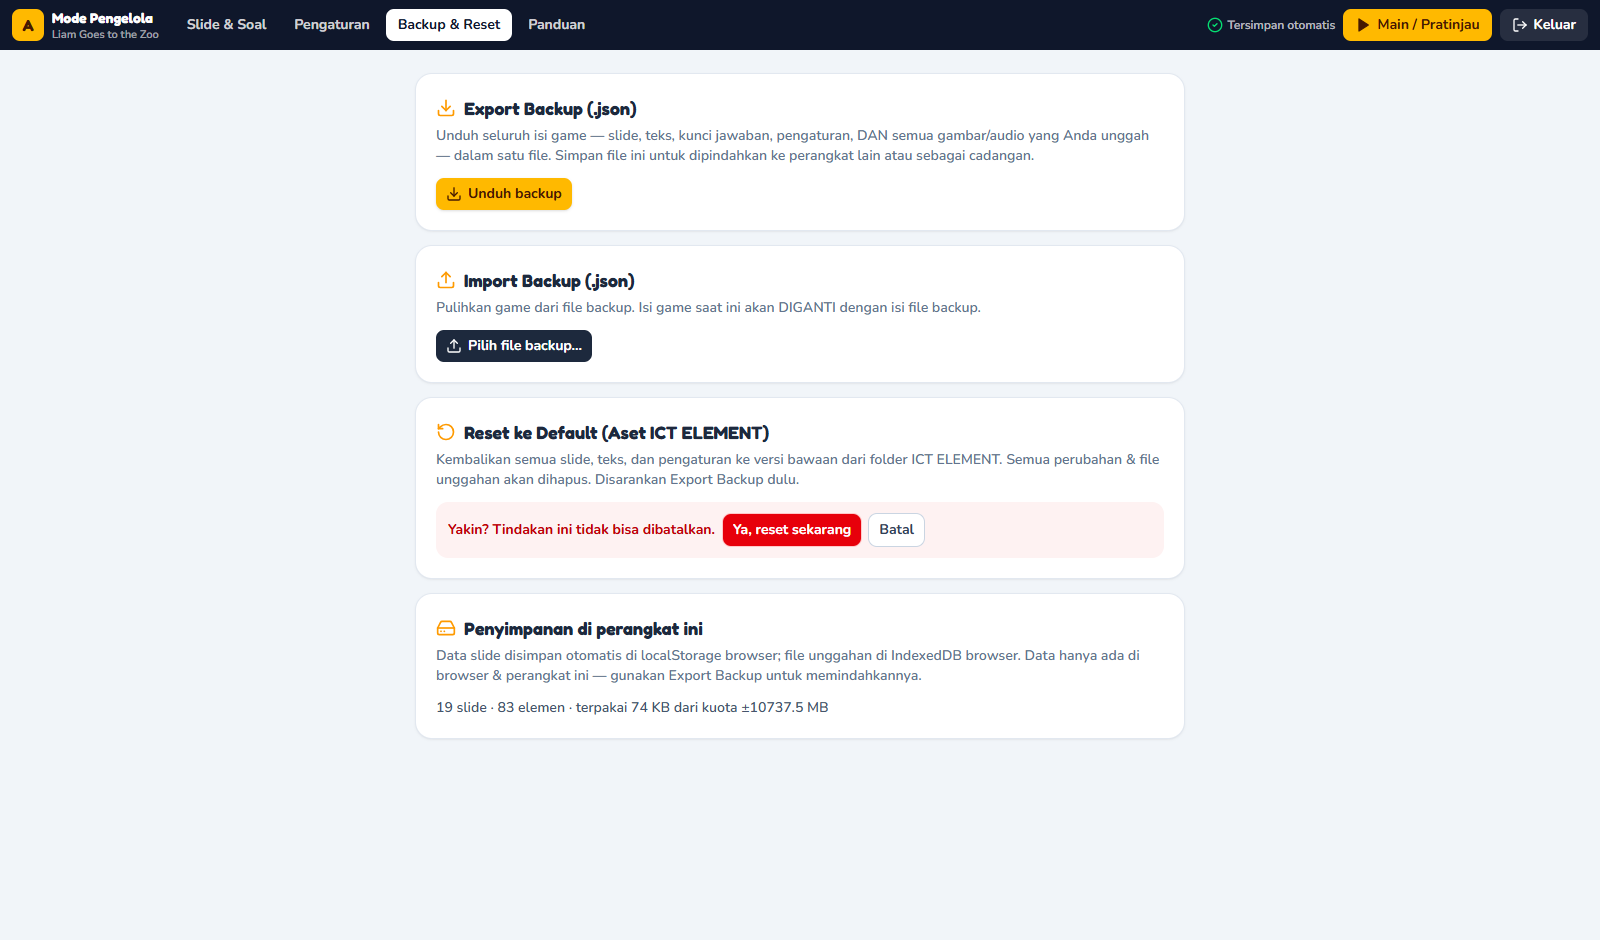 A
Mode Pengelola
Liam Goes to the Zoo
Slide & Soal
Pengaturan
Backup & Reset
Panduan
Tersimpan otomatis
Main / Pratinjau
Keluar
Export Backup (.json)
Unduh seluruh isi game — slide, teks, kunci jawaban, pengaturan, DAN semua gambar/audio yang Anda unggah
— dalam satu file. Simpan file ini untuk dipindahkan ke perangkat lain atau sebagai cadangan.
Unduh backup
Import Backup (.json)
Pulihkan game dari file backup. Isi game saat ini akan DIGANTI dengan isi file backup.
Pilih file backup...
Reset ke Default (Aset ICT ELEMENT)
Kembalikan semua slide, teks, dan pengaturan ke versi bawaan dari folder ICT ELEMENT. Semua perubahan & file
unggahan akan dihapus. Disarankan Export Backup dulu.
Yakin? Tindakan ini tidak bisa dibatalkan.
Ya, reset sekarang
Batal
Penyimpanan di perangkat ini
Data slide disimpan otomatis di localStorage browser; file unggahan di IndexedDB browser. Data hanya ada di
browser & perangkat ini — gunakan Export Backup untuk memindahkannya.
19 slide · 83 elemen · terpakai 74 KB dari kuota ±10737.5 MB